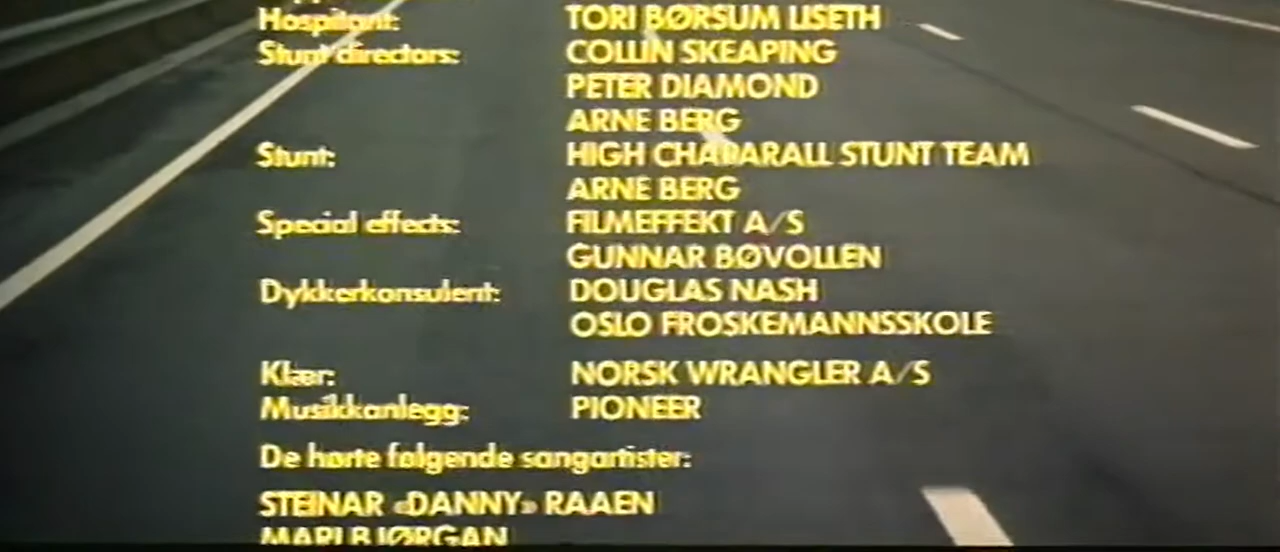 Hospitant: TORI BØRSUM LISETH
Stunt directors: COLLIN SKEAPING
PETER DIAMOND
ARNE BERG
Stunt: HIGH CHAPARALL STUNT TEAM
ARNE BERG
Special effects: FILMEFFEKT A/S
GUNNAR BØVOLLEN
Dykkerkonsulent: DOUGLAS NASH
OSLO FROSKEMANNSSKOLE
Klær: NORSK WRANGLER A/S
Musikkanlegg: PIONEER
De hørte følgende sangartister:
STEINAR «DANNY» RAAEN
MARI BJØRGAN